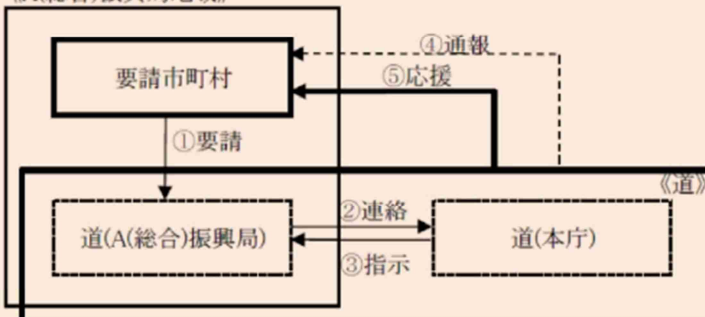 ④通報
要請市町村
⑤応援
①要請
《道》
道(A(総合)振興局)
②連絡
道(本庁)
③指示